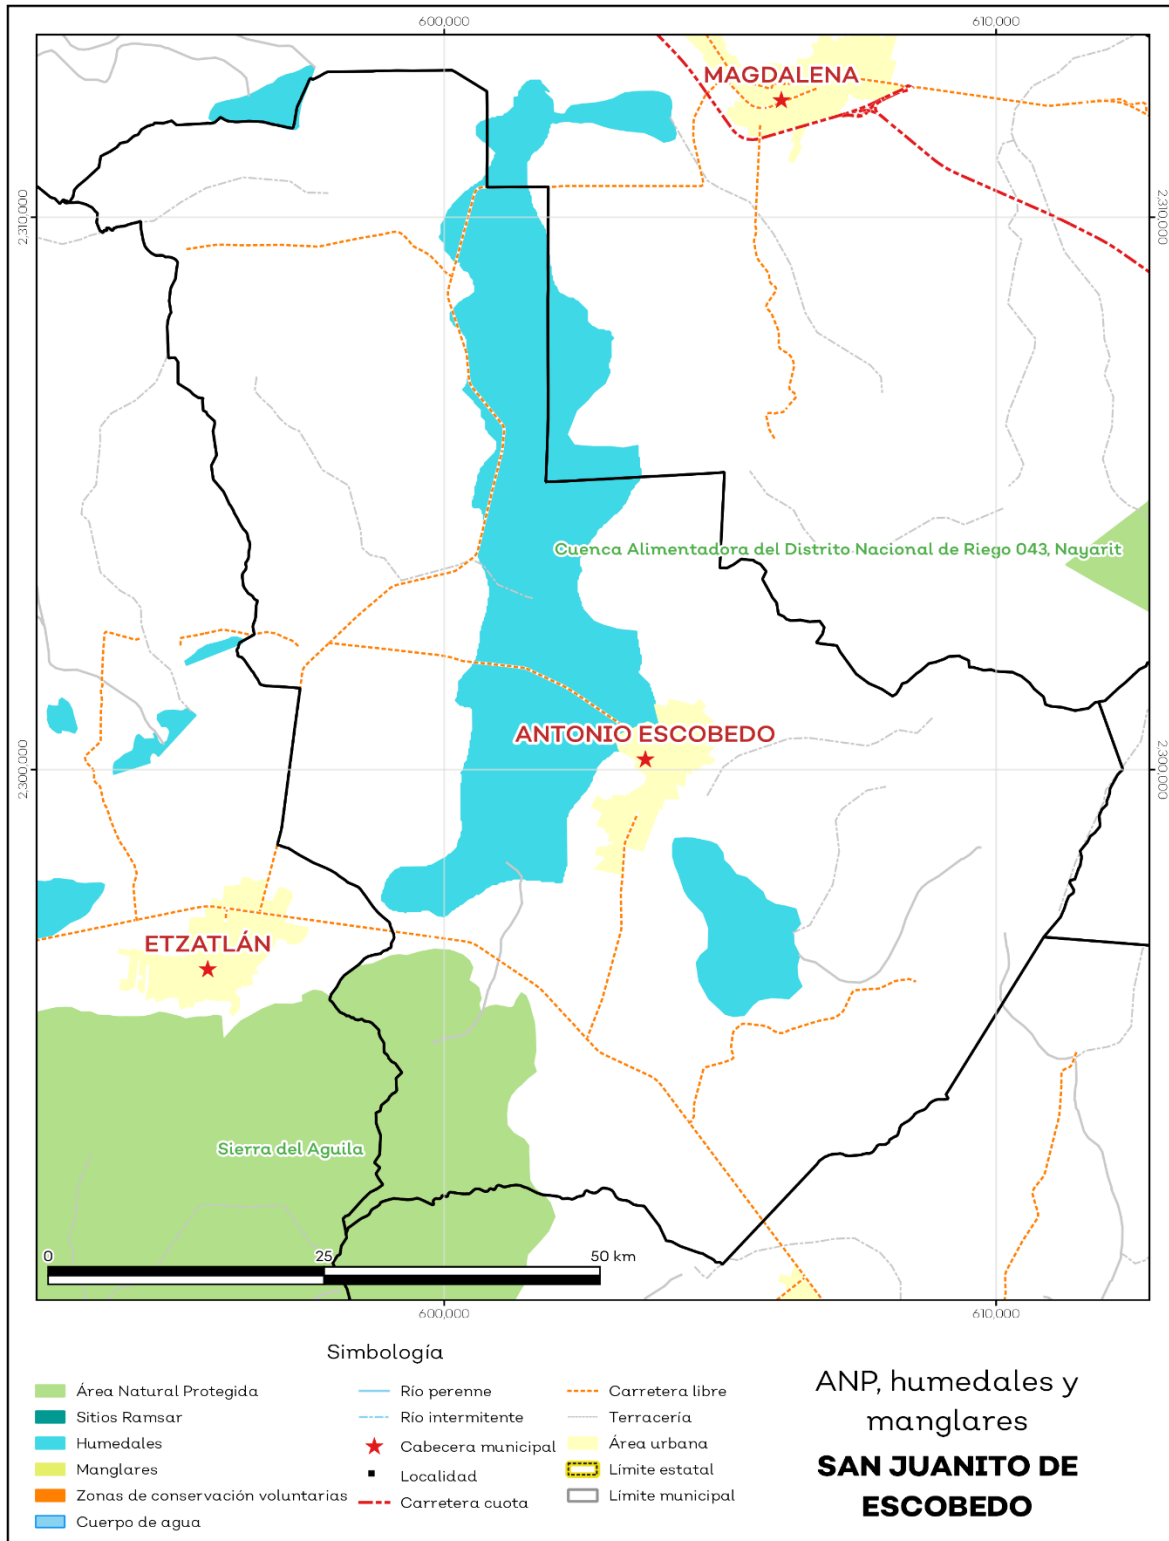 600,000
610,000
MAGDALENA
2,310,000
2,310,000
Cuenca Alimentadora del Distrito Nacional de Riego 043, Nayarit
ANTONIO ESCOBEDO
2,300,000
2,300,000
ETZATLÁN
Sierra del Aguila
0 25 50 km
600,000
610,000
Simbología
Área Natural Protegida
Sitios Ramsar
Humedales
Manglares
Zonas de conservación voluntarias
Cuerpo de agua
Río perenne
Río intermitente
Cabecera municipal
Localidad
Carretera cuota
Carretera libre
Terracería
Área urbana
Límite estatal
Límite municipal
ANP, humedales y
manglares
SAN JUANITO DE
ESCOBEDO